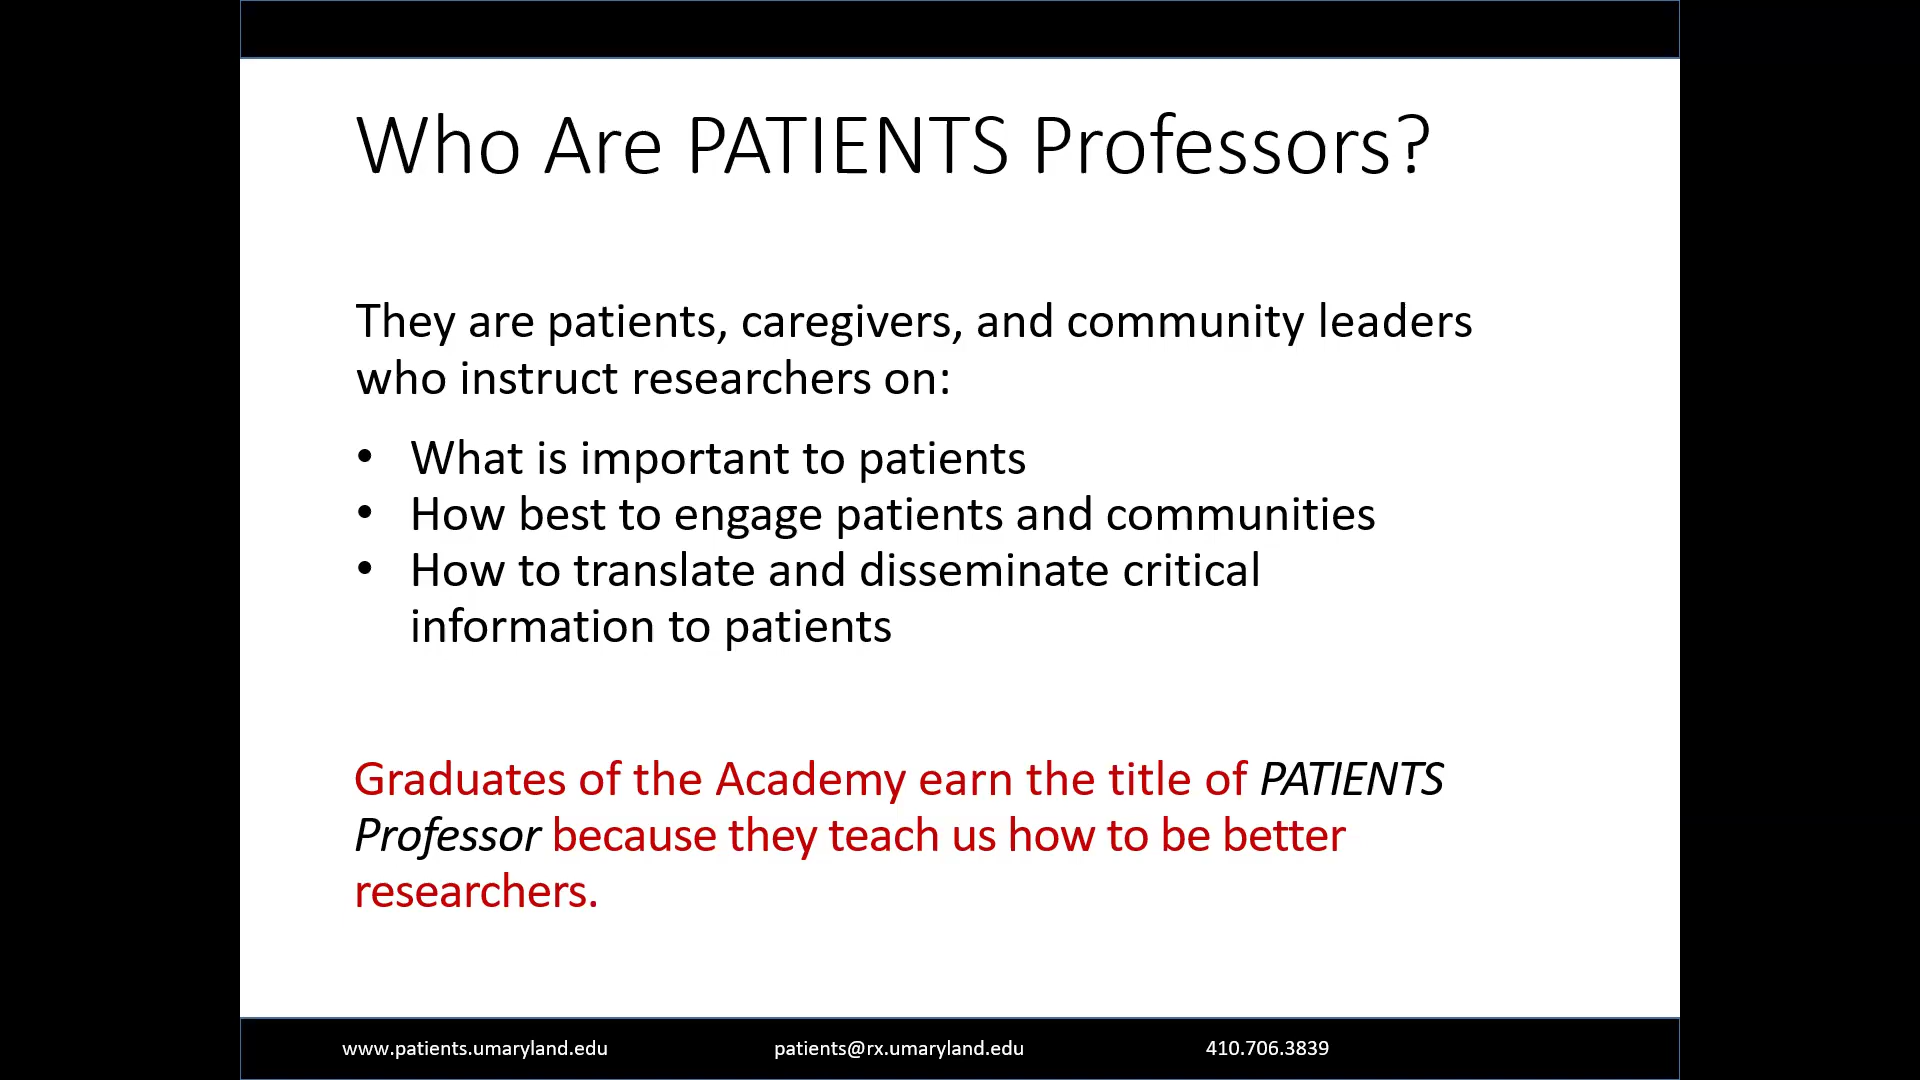 Who Are PATIENTS Professors?
They are patients, caregivers, and community leaders
who instruct researchers on:
• What is important to patients
• How best to engage patients and communities
• How to translate and disseminate critical
information to patients
Graduates of the Academy earn the title of PATIENTS
Professor because they teach us how to be better
researchers.
www.patients.umaryland.edu patients@rx.umaryland.edu 410.706.3839